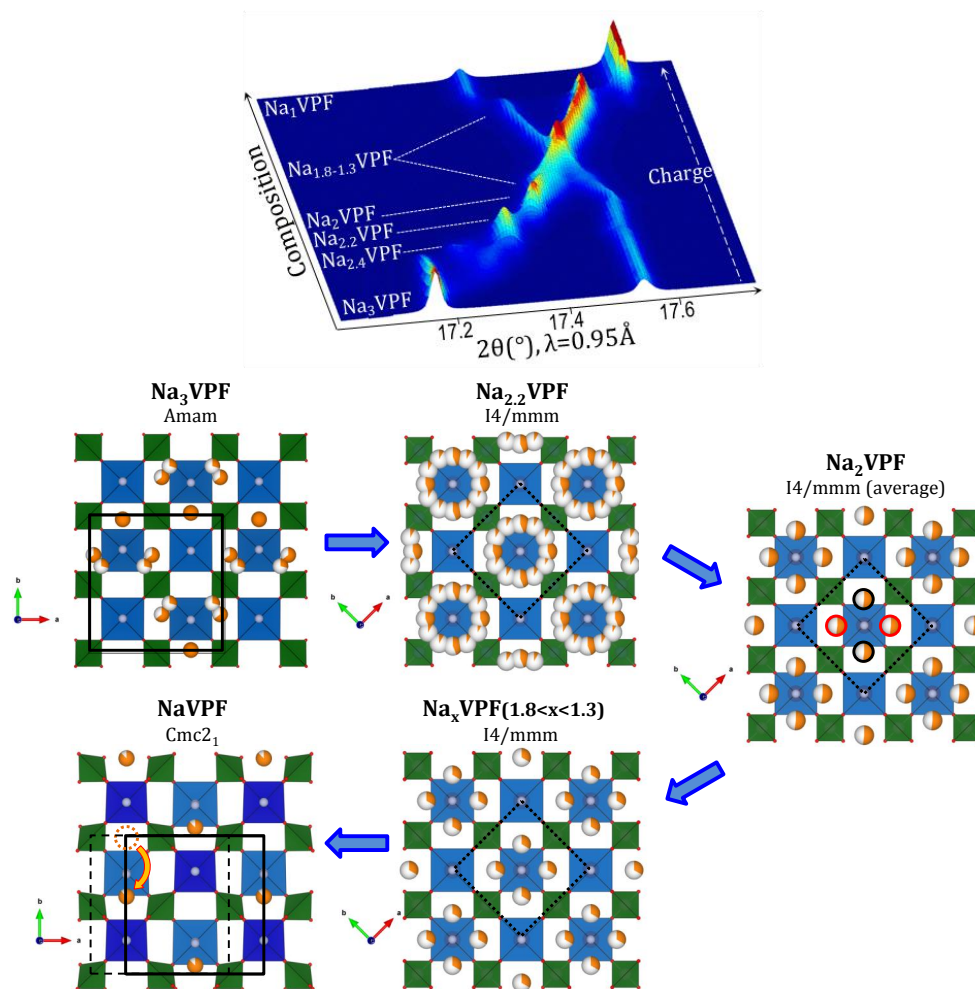 Na₁VPF
Na₁.₈₋₁.₃VPF
Na₂VPF
Na₂.₂VPF
Na₂.₄VPF
Na₃VPF
Composition
Charge
17.2
17.4
17.6
2θ(°), λ=0.95Å
Na₃VPF
Amam
b
a
Na₂.₂VPF
I4/mmm
b
a
Na₂VPF
I4/mmm (average)
b
a
NaVPF
Cmc2₁
b
a
NaₓVPF(1.8<x<1.3)
I4/mmm
b
a